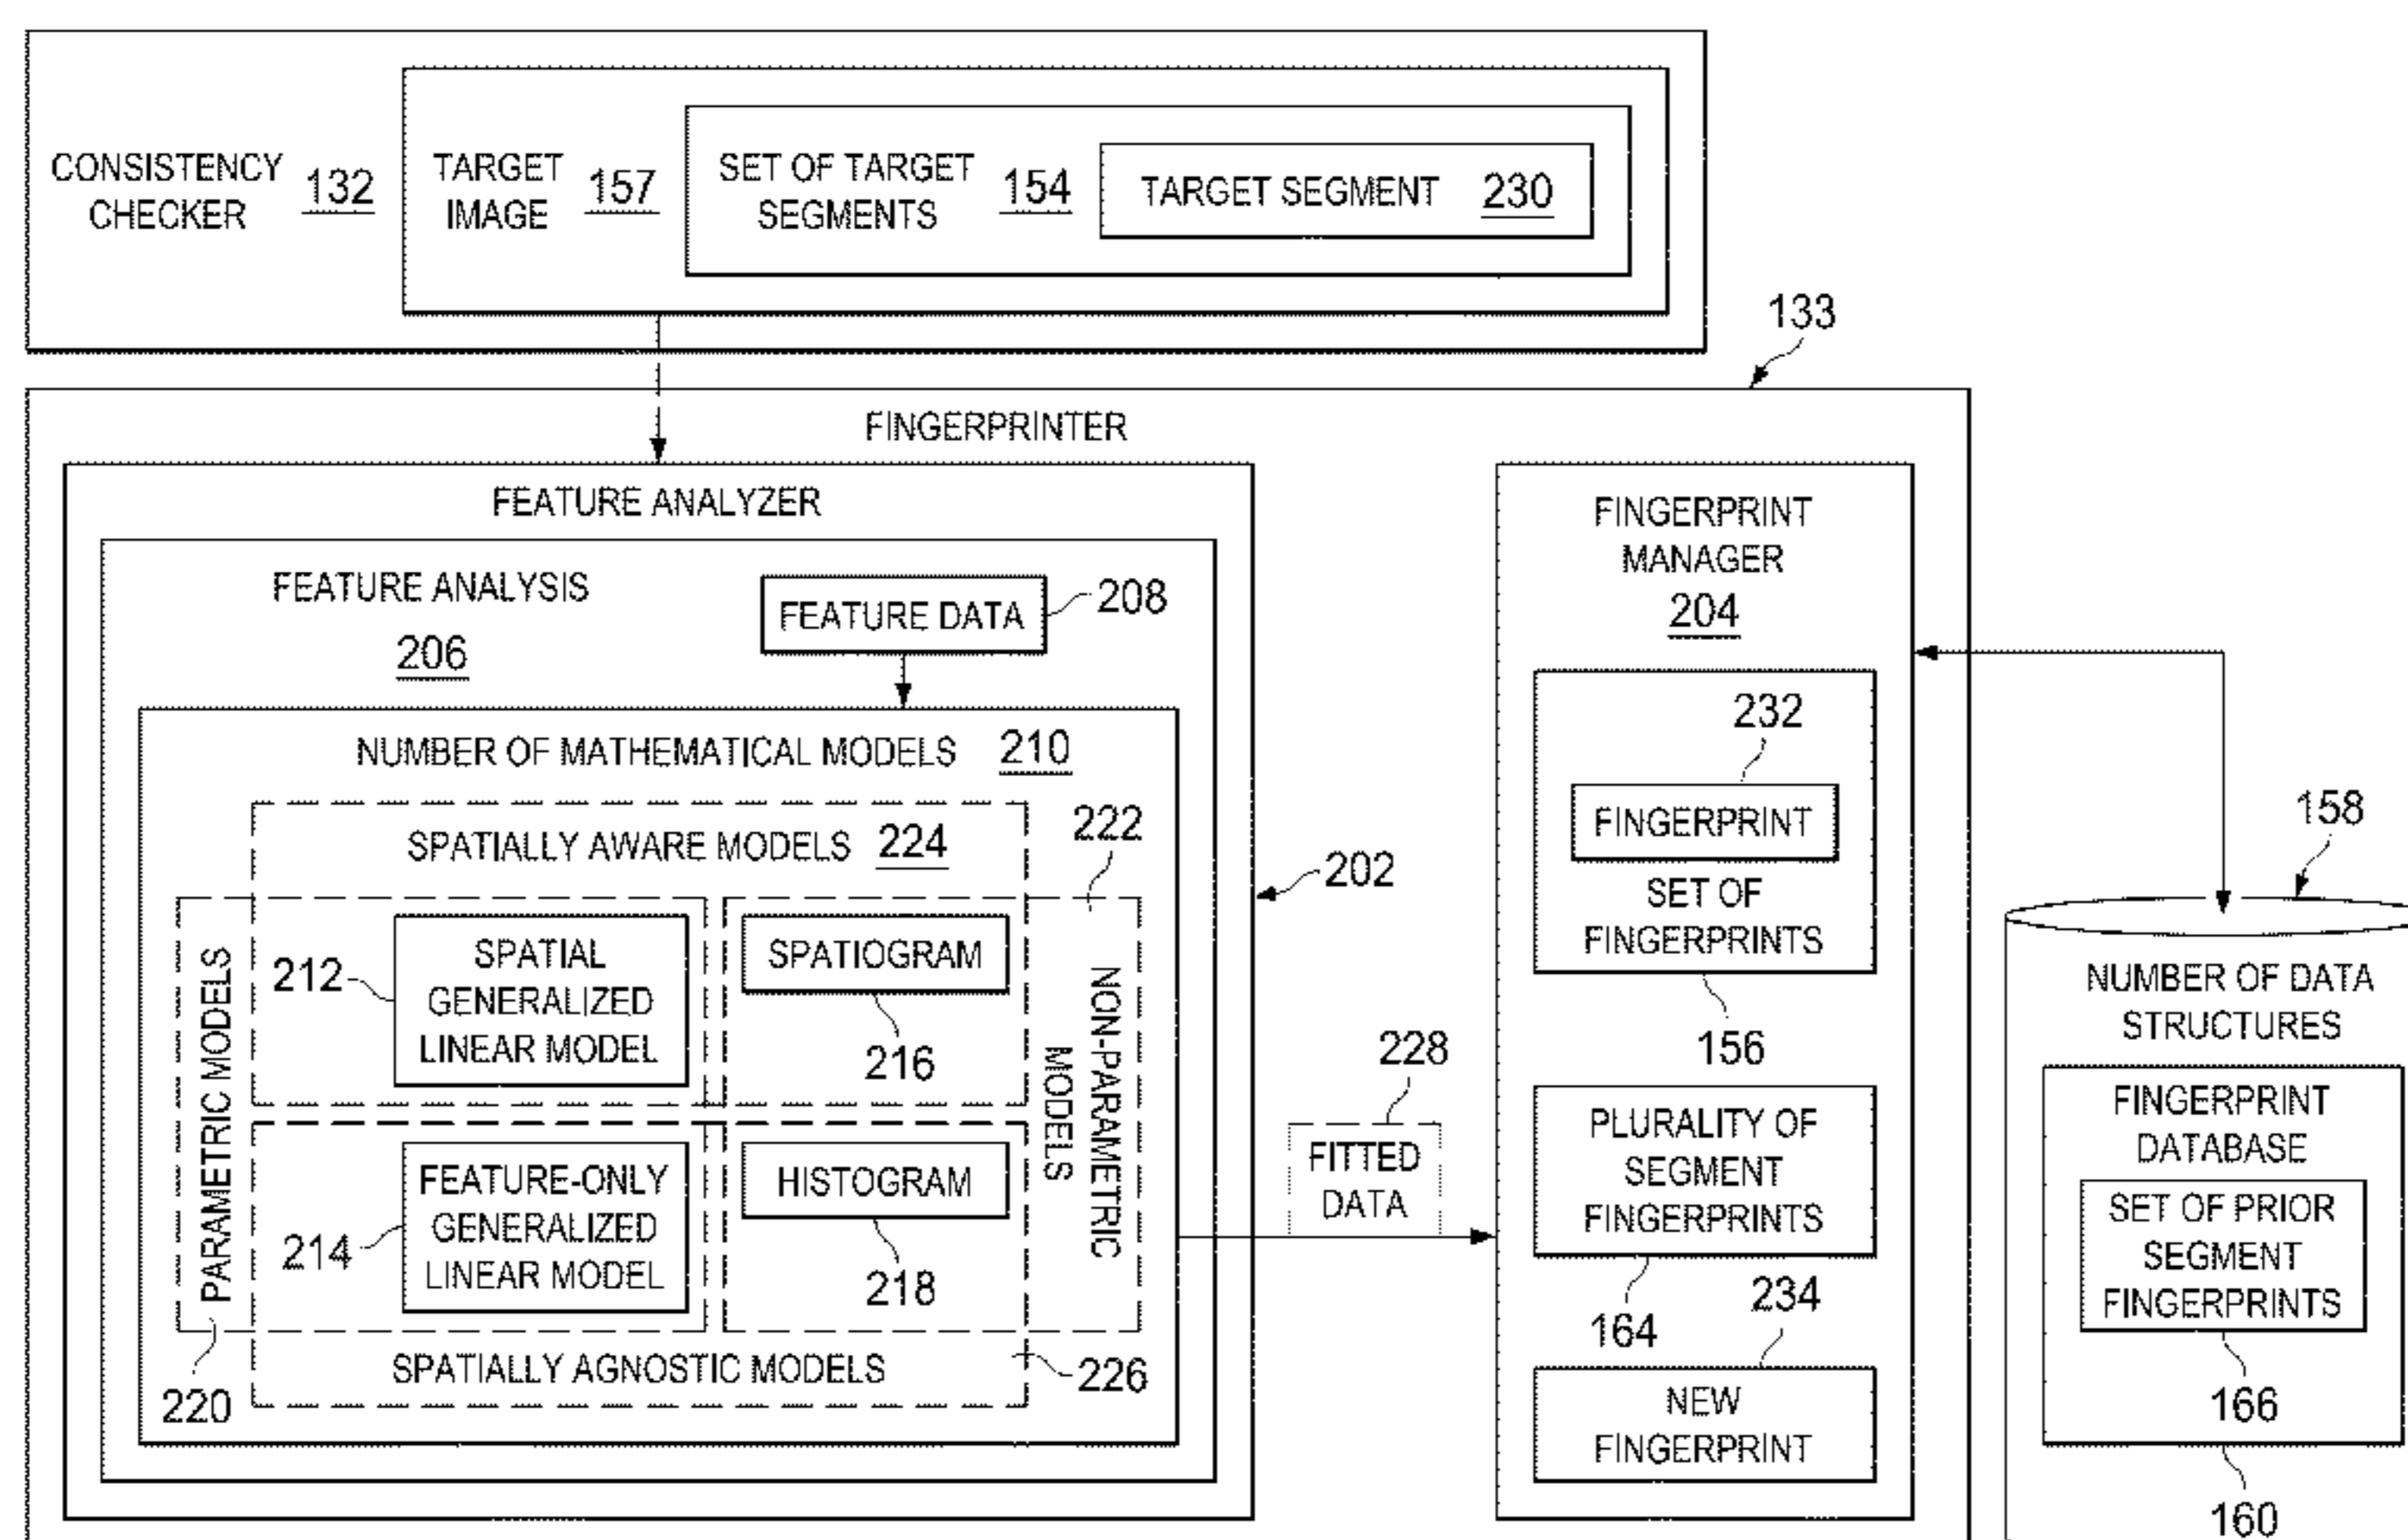 CONSISTENCY
CHECKER
132
TARGET
IMAGE
157
SET OF TARGET
SEGMENTS
154
TARGET SEGMENT 230
133
FINGERPRINTER
FEATURE ANALYZER
FEATURE ANALYSIS
206
FEATURE DATA
208
NUMBER OF MATHEMATICAL MODELS 210
SPATIALLY AWARE MODELS 224
222
202
PARAMETRIC MODELS
212
SPATIAL
GENERALIZED
LINEAR MODEL
SPATIOGRAM
216
NON-PARAMETRIC
MODELS
214
FEATURE-ONLY
GENERALIZED
LINEAR MODEL
HISTOGRAM
218
220
SPATIALLY AGNOSTIC MODELS
226
228
FITTED
DATA
FINGERPRINT
MANAGER
204
232
FINGERPRINT
SET OF
FINGERPRINTS
156
PLURALITY OF
SEGMENT
FINGERPRINTS
164
234
NEW
FINGERPRINT
158
NUMBER OF DATA
STRUCTURES
FINGERPRINT
DATABASE
SET OF PRIOR
SEGMENT
FINGERPRINTS
166
160